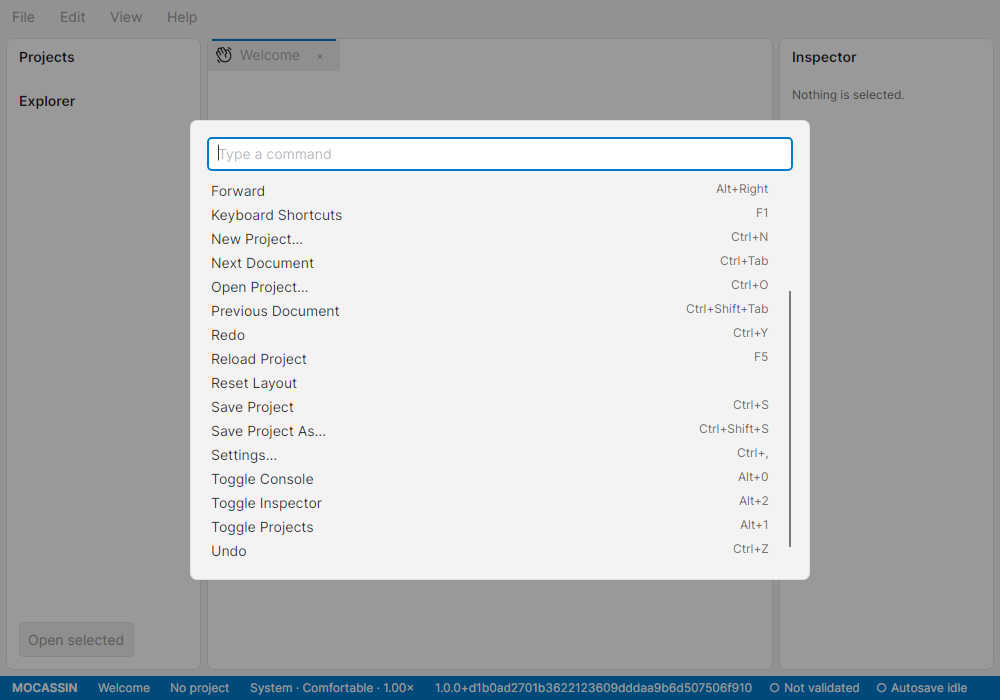 File Edit View Help
Projects
Explorer
Welcome ×
Inspector
Nothing is selected.
Type a command
Forward Alt+Right
Keyboard Shortcuts F1
New Project... Ctrl+N
Next Document Ctrl+Tab
Open Project... Ctrl+O
Previous Document Ctrl+Shift+Tab
Redo Ctrl+Y
Reload Project F5
Reset Layout
Save Project Ctrl+S
Save Project As... Ctrl+Shift+S
Settings... Ctrl+,
Toggle Console Alt+0
Toggle Inspector Alt+2
Toggle Projects Alt+1
Undo Ctrl+Z
Open selected
MOCASSIN Welcome No project System · Comfortable · 1.00× 1.0.0+d1b0ad2701b3622123609dddaa9b6d507506f910 Not validated Autosave idle